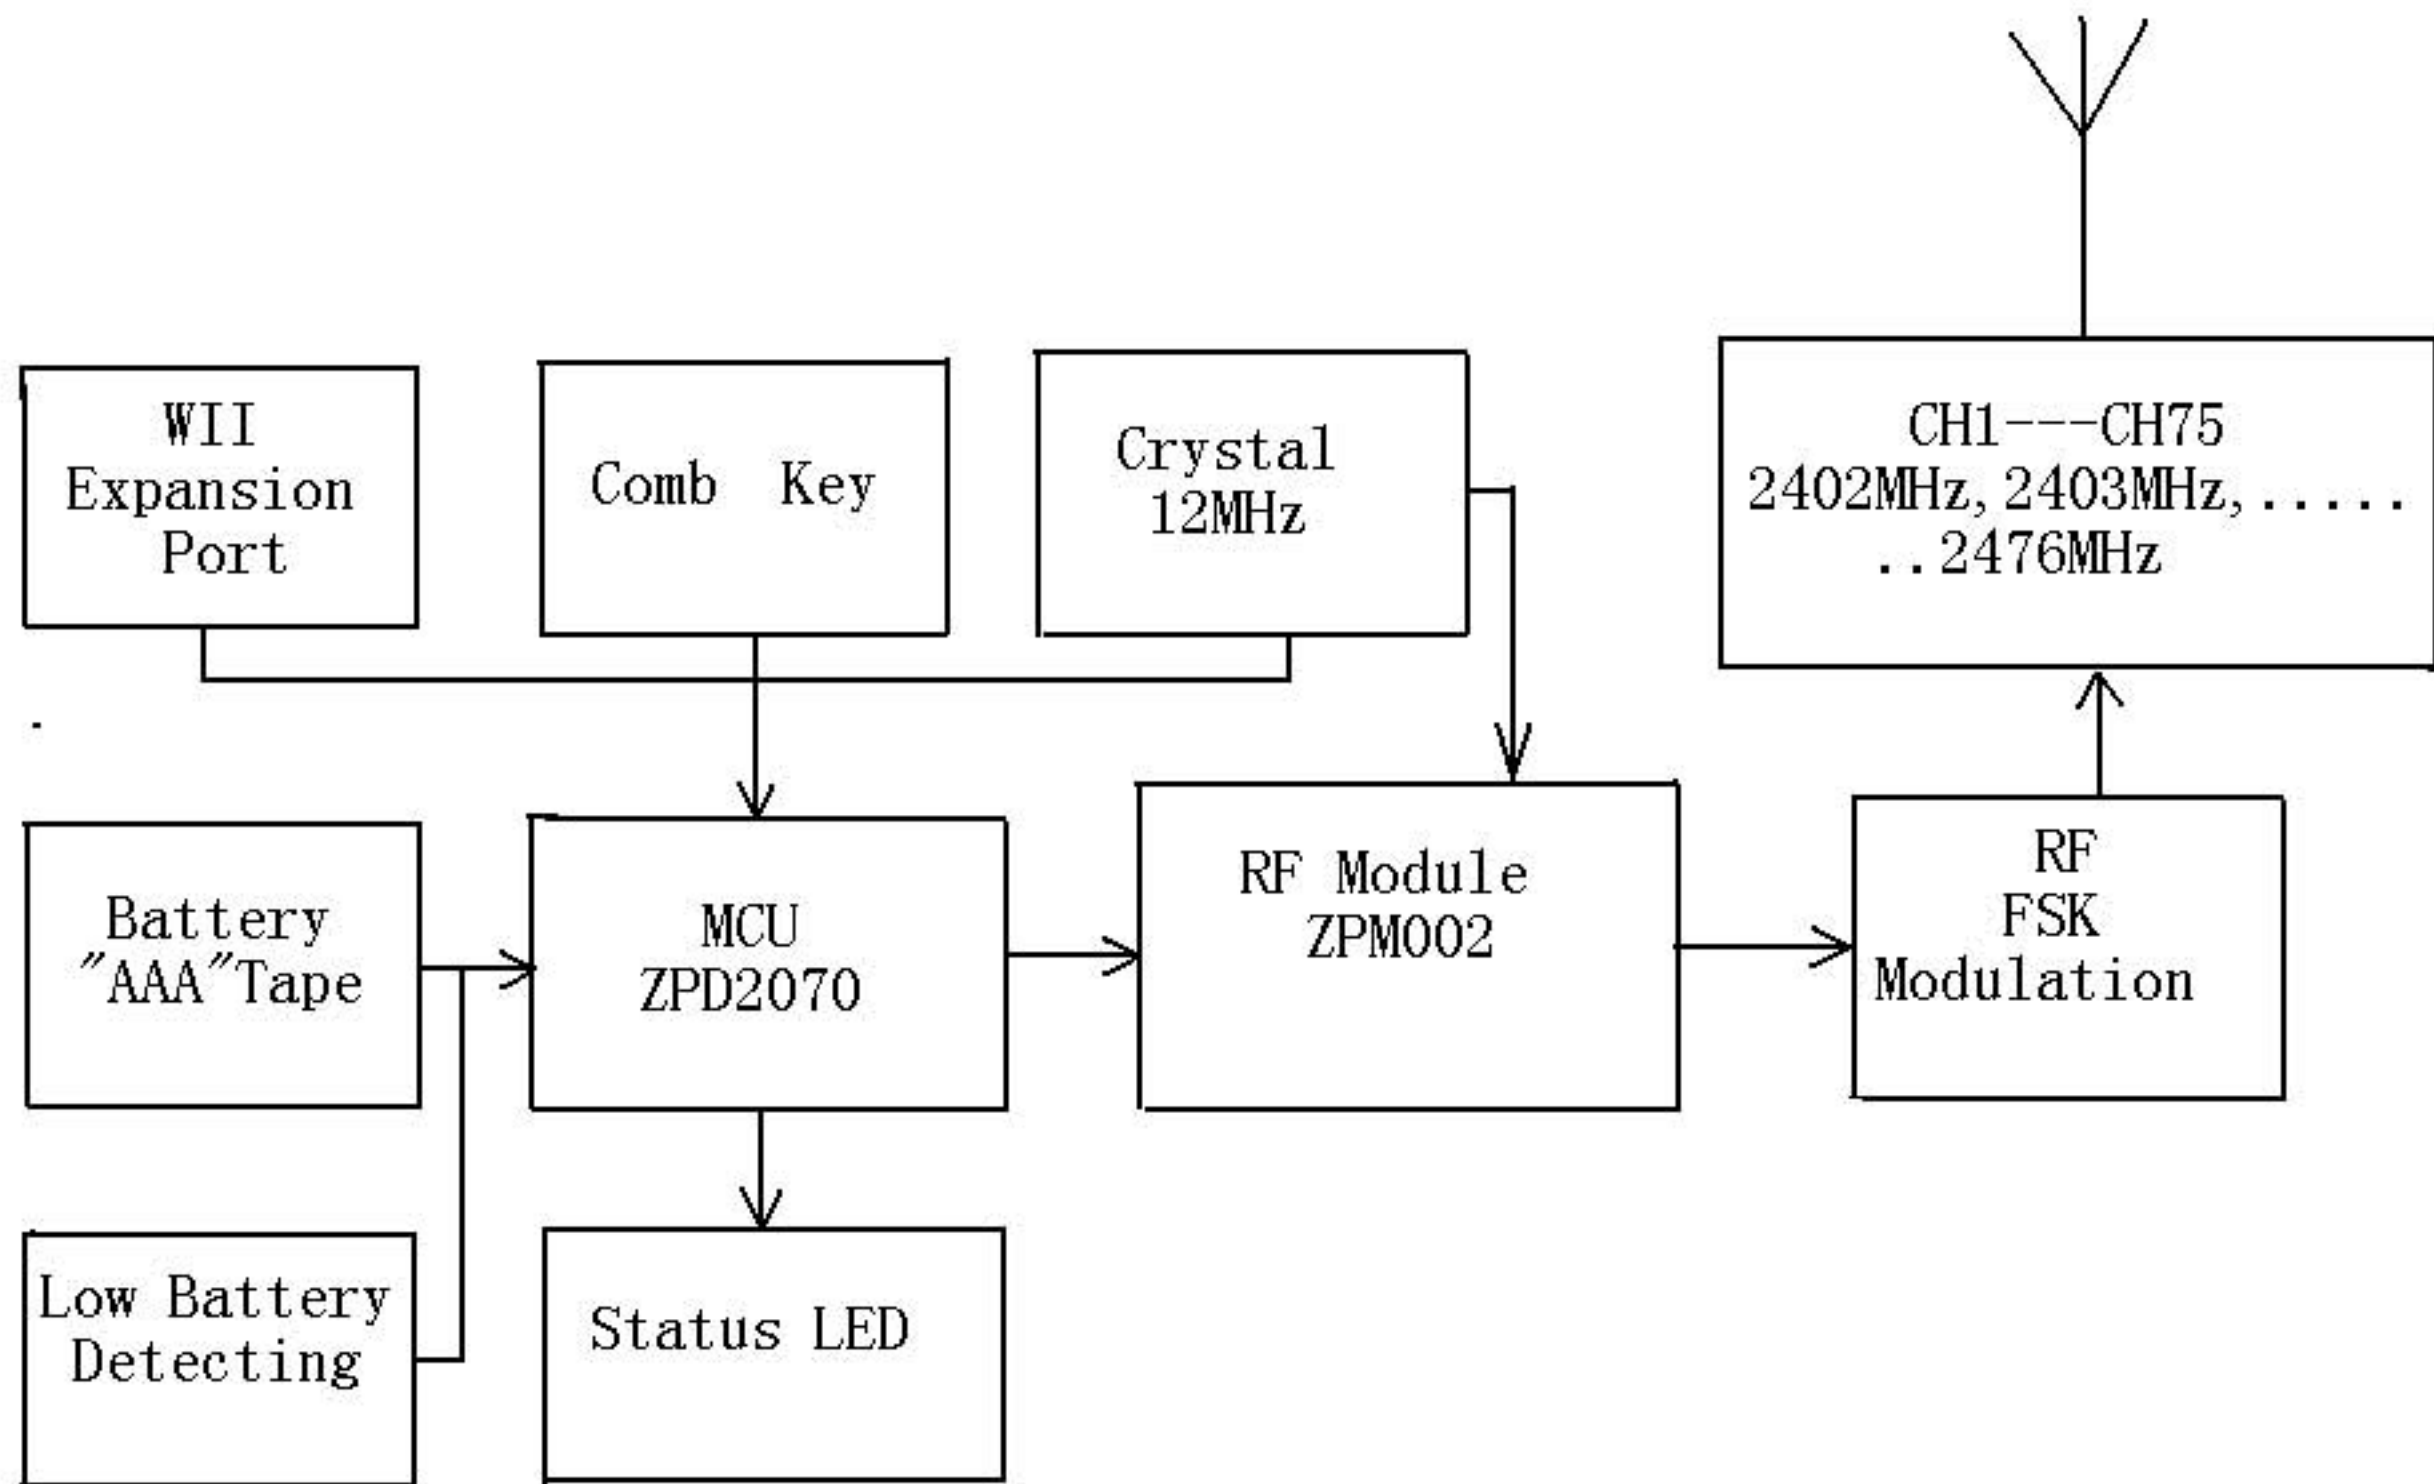 WII
Expansion
Port
Comb Key
Crystal
12MHz
CH1---CH75
2402MHz, 2403MHz, .....
..2476MHz
Battery
"AAA"Tape
MCU
ZPD2070
RF Module
ZPM002
RF
FSK
Modulation
Low Battery
Detecting
Status LED